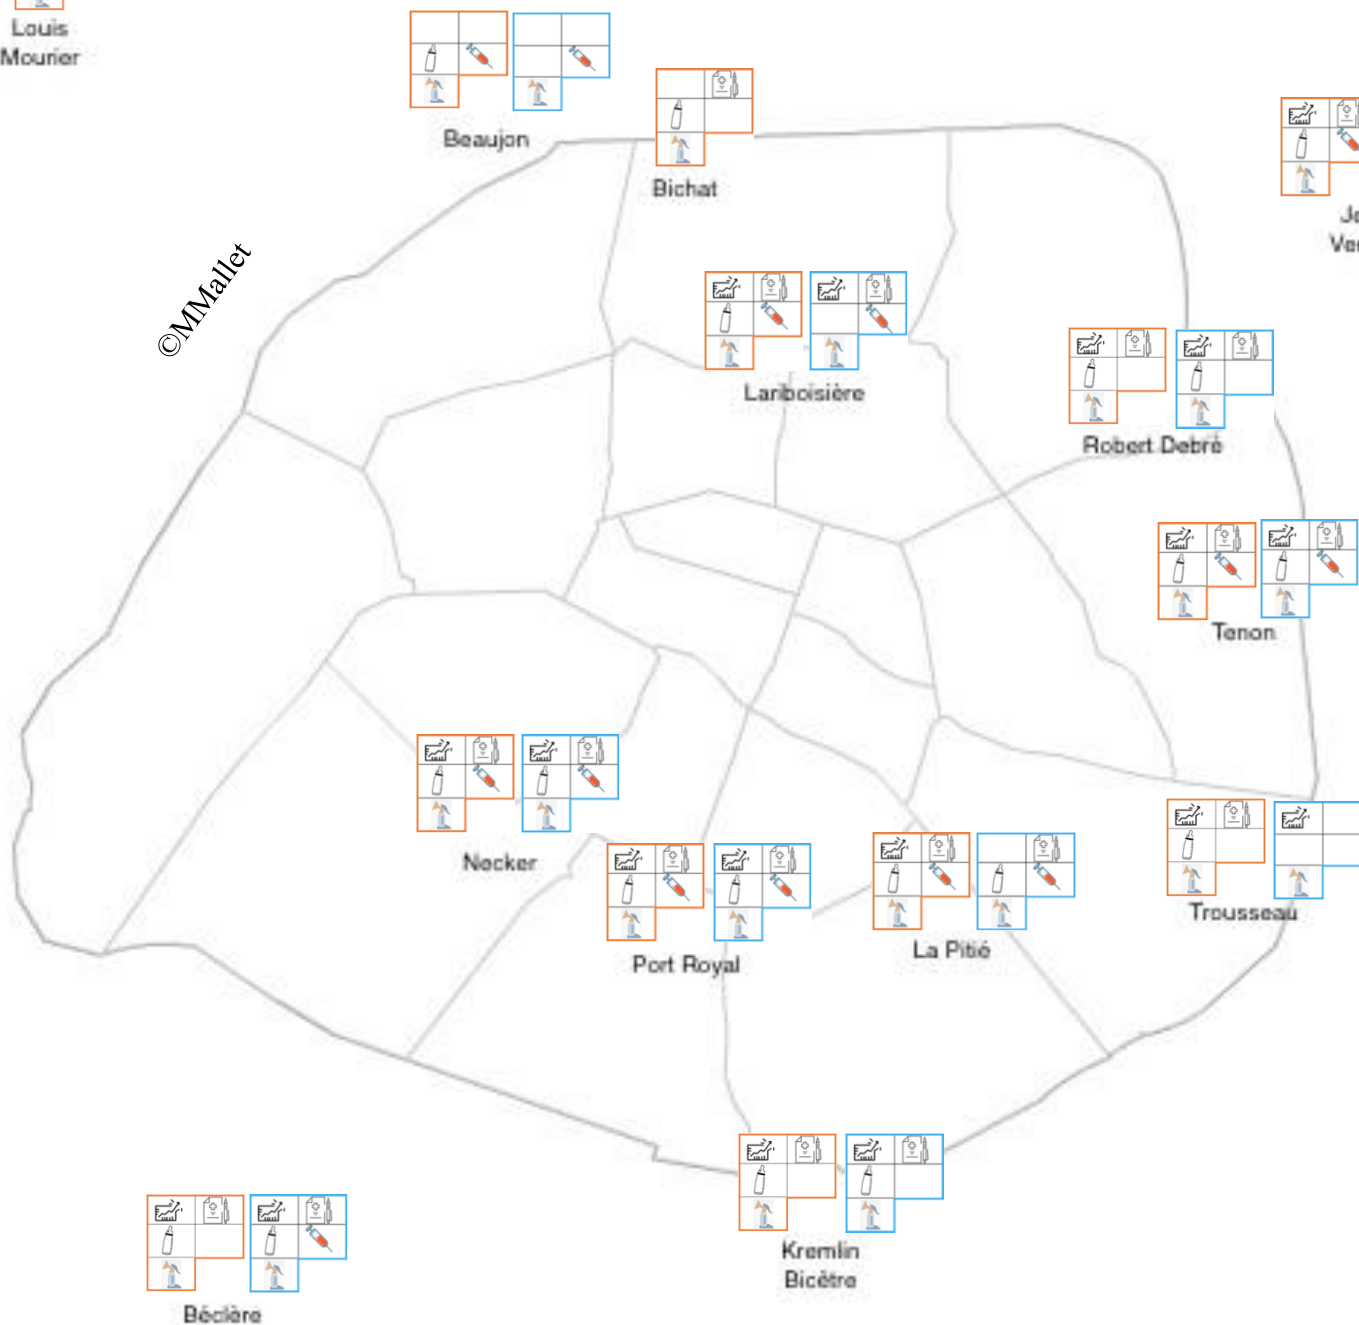 Louis
Mourier
Beaujon
Bichat
©MMallet
Lariboisière
Robert Debré
Tenon
Necker
Port Royal
La Pitié
Trousseau
Kremlin
Bicêtre
Béclère